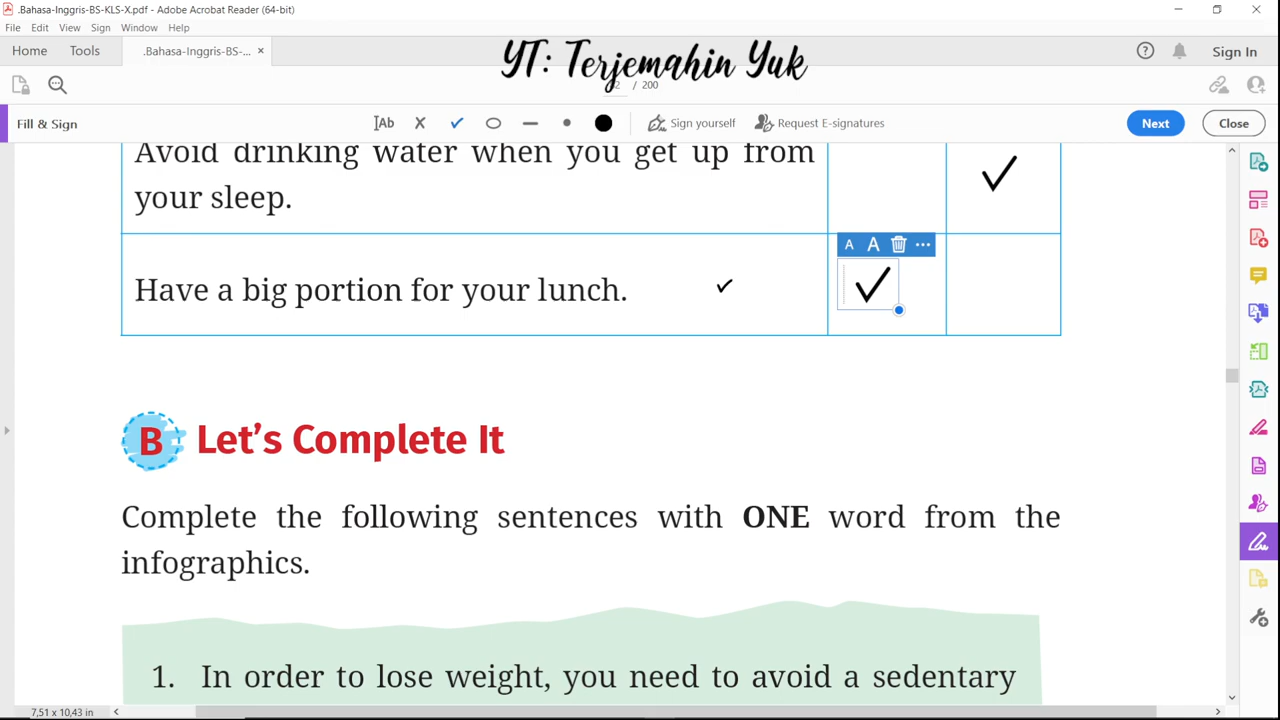 .Bahasa-Inggris-BS-KLS-X.pdf - Adobe Acrobat Reader (64-bit)
File Edit View Sign Window Help
Home Tools .Bahasa-Inggris-BS-... × Sign In
YT: Terjemahin Yuk
2 / 200
Fill & Sign IAb Sign yourself Request E-signatures Next Close
Avoid drinking water when you get up from
your sleep.
A A
Have a big portion for your lunch.
B Let's Complete It
Complete the following sentences with ONE word from the
infographics.
1. In order to lose weight, you need to avoid a sedentary
7,51 x 10,43 in